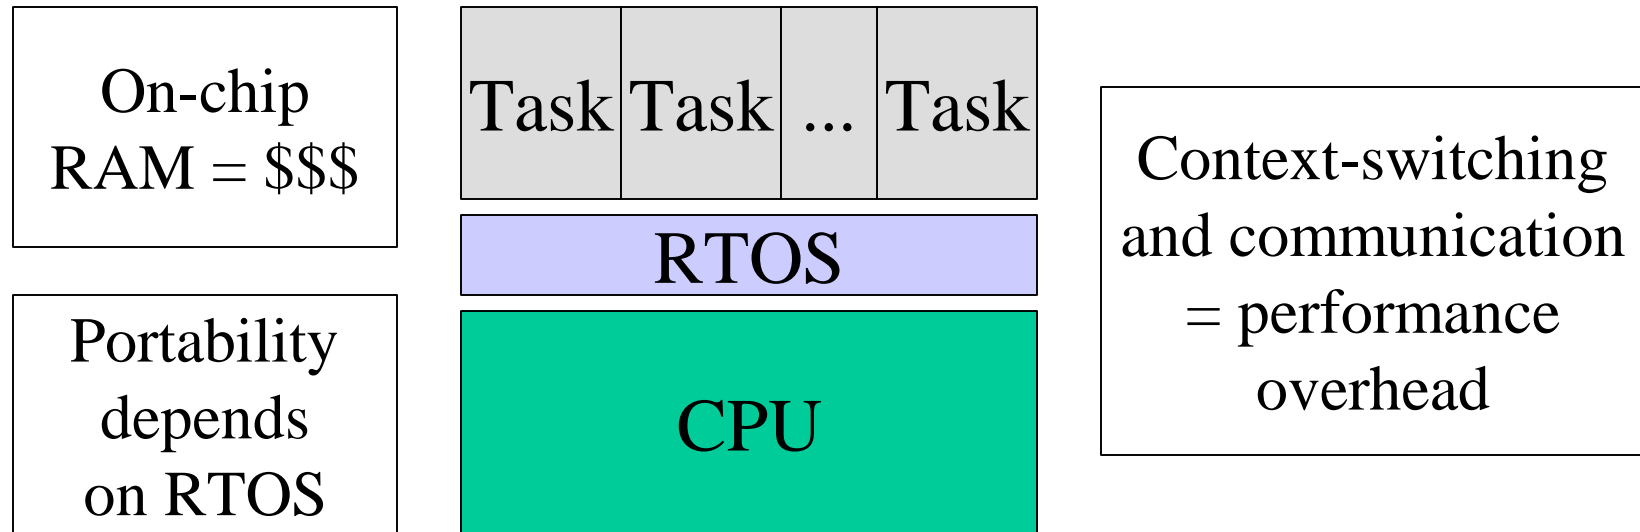 On-chip
RAM = $$$
Portability
depends
on RTOS
Task Task ... Task
RTOS
CPU
Context-switching
and communication
= performance
overhead